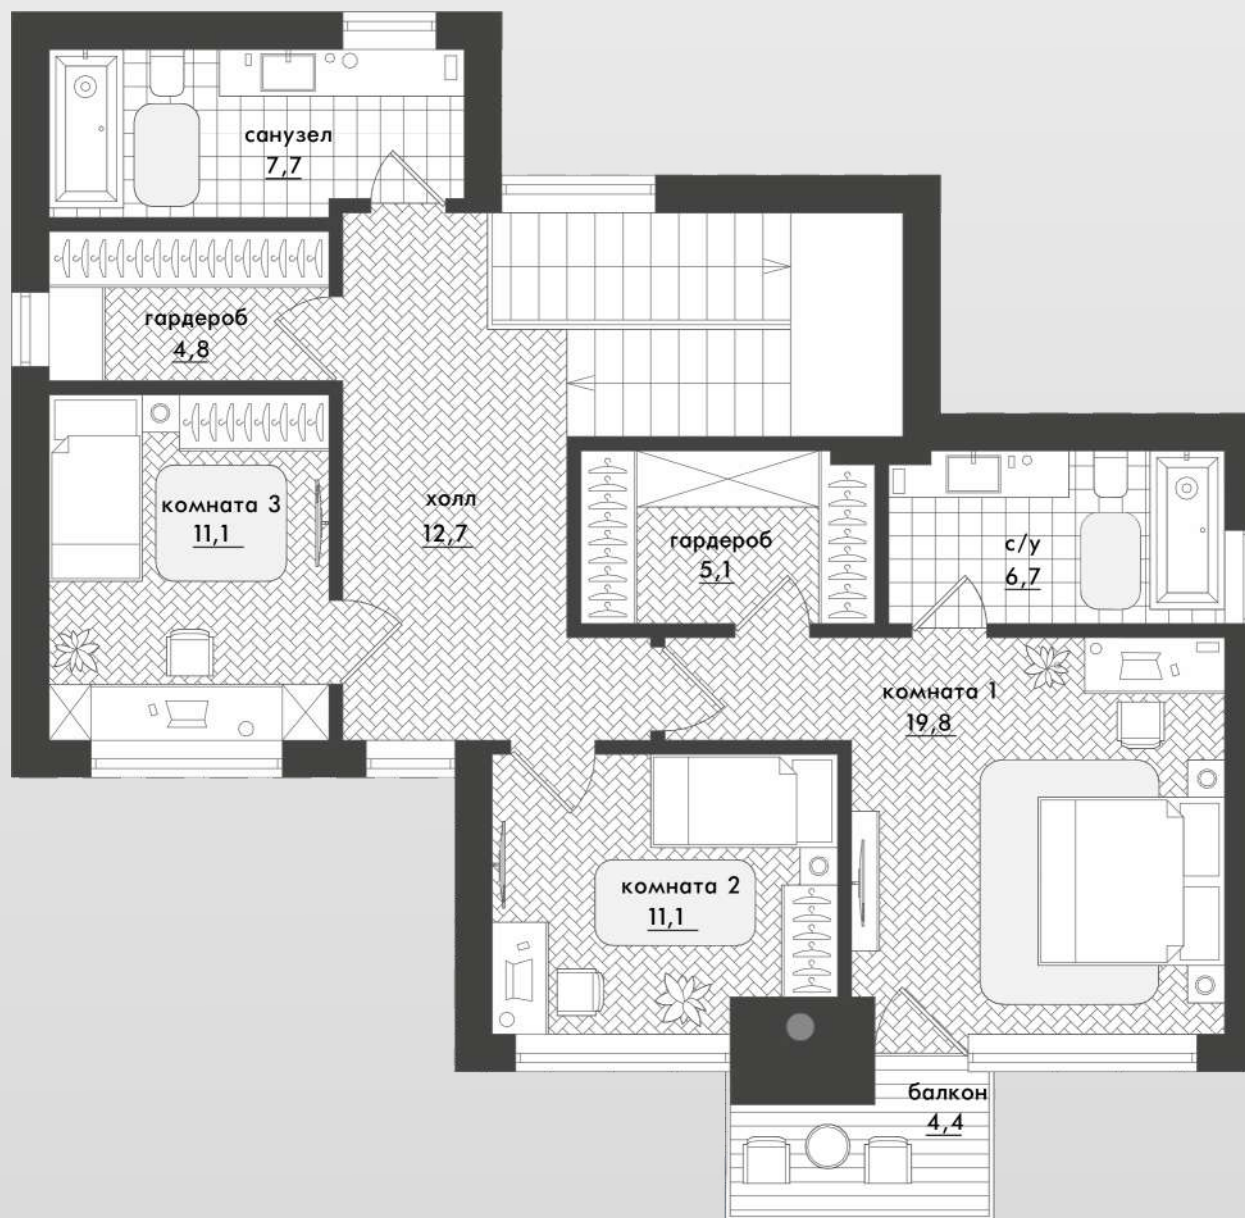 санузел
7,7
гардероб
4,8
комната 3
11,1
холл
12,7
гардероб
5,1
с/у
6,7
комната 1
19,8
комната 2
11,1
балкон
4,4